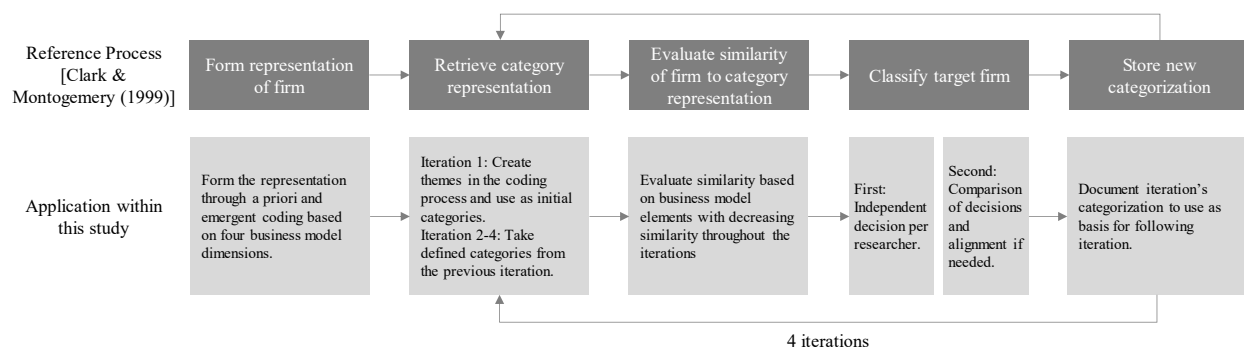 Reference Process
[Clark &
Montogemery (1999)]
Form representation
of firm
Retrieve category
representation
Evaluate similarity
of firm to category
representation
Classify target firm
Store new
categorization
Application within
this study
Form the representation
through a priori and
emergent coding based
on four business model
dimensions.
Iteration 1: Create
themes in the coding
process and use as initial
categories.
Iteration 2-4: Take
defined categories from
the previous iteration.
Evaluate similarity based
on business model
elements with decreasing
similarity throughout the
iterations
First:
Independent
decision per
researcher.
Second:
Comparison
of decisions
and
alignment if
needed.
Document iteration's
categorization to use as
basis for following
iteration.
4 iterations